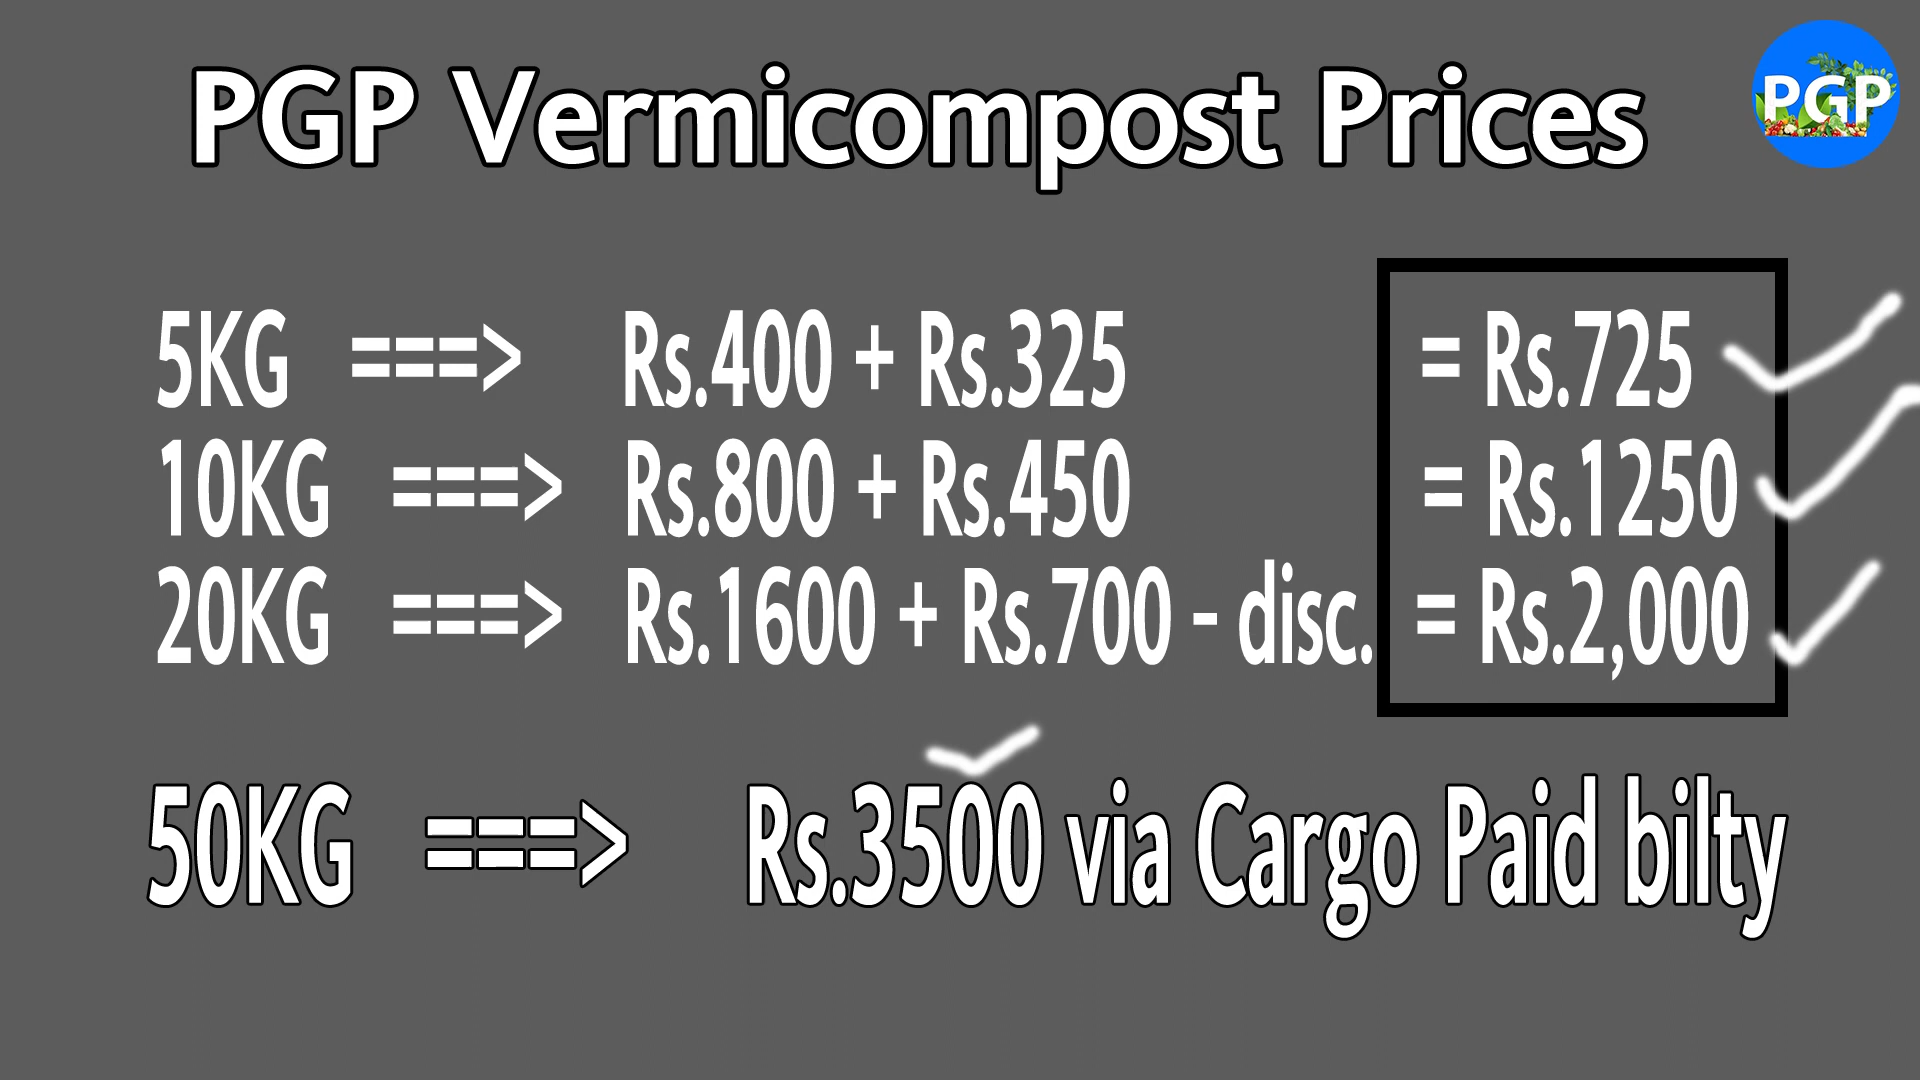 PGP Vermicompost Prices
PGP
5KG ===> Rs.400 + Rs.325 = Rs.725
10KG ===> Rs.800 + Rs.450 = Rs.1250
20KG ===> Rs.1600 + Rs.700 - disc. = Rs.2,000
50KG ===> Rs.3500 via Cargo Paid bilty